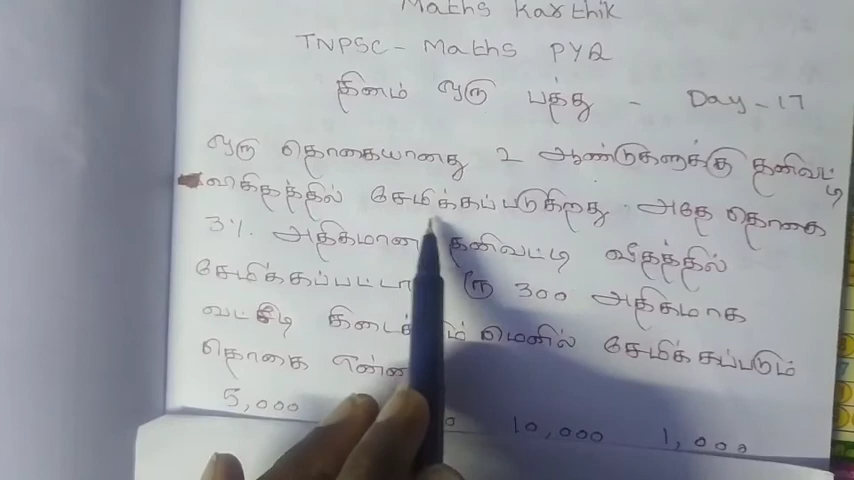 Maths Karthik
TNPSC - Maths PYQ
தினம் ஒரு பத்து - Day - 17
ஒரு தொகையானது 2 ஆண்டுகளுக்கு தனிவட்டி
விகிதத்தில் சேமிக்கப்படுகிறது. அதே தொகை
3% அதிகமான தனிவட்டி வீதத்தில்
சேமிக்கப்பட்டா ரூ 300 அதிகமாக
வட்டி மெனில் சேமிக்கப்படும்
தொகை
5,000 10,000 1,000